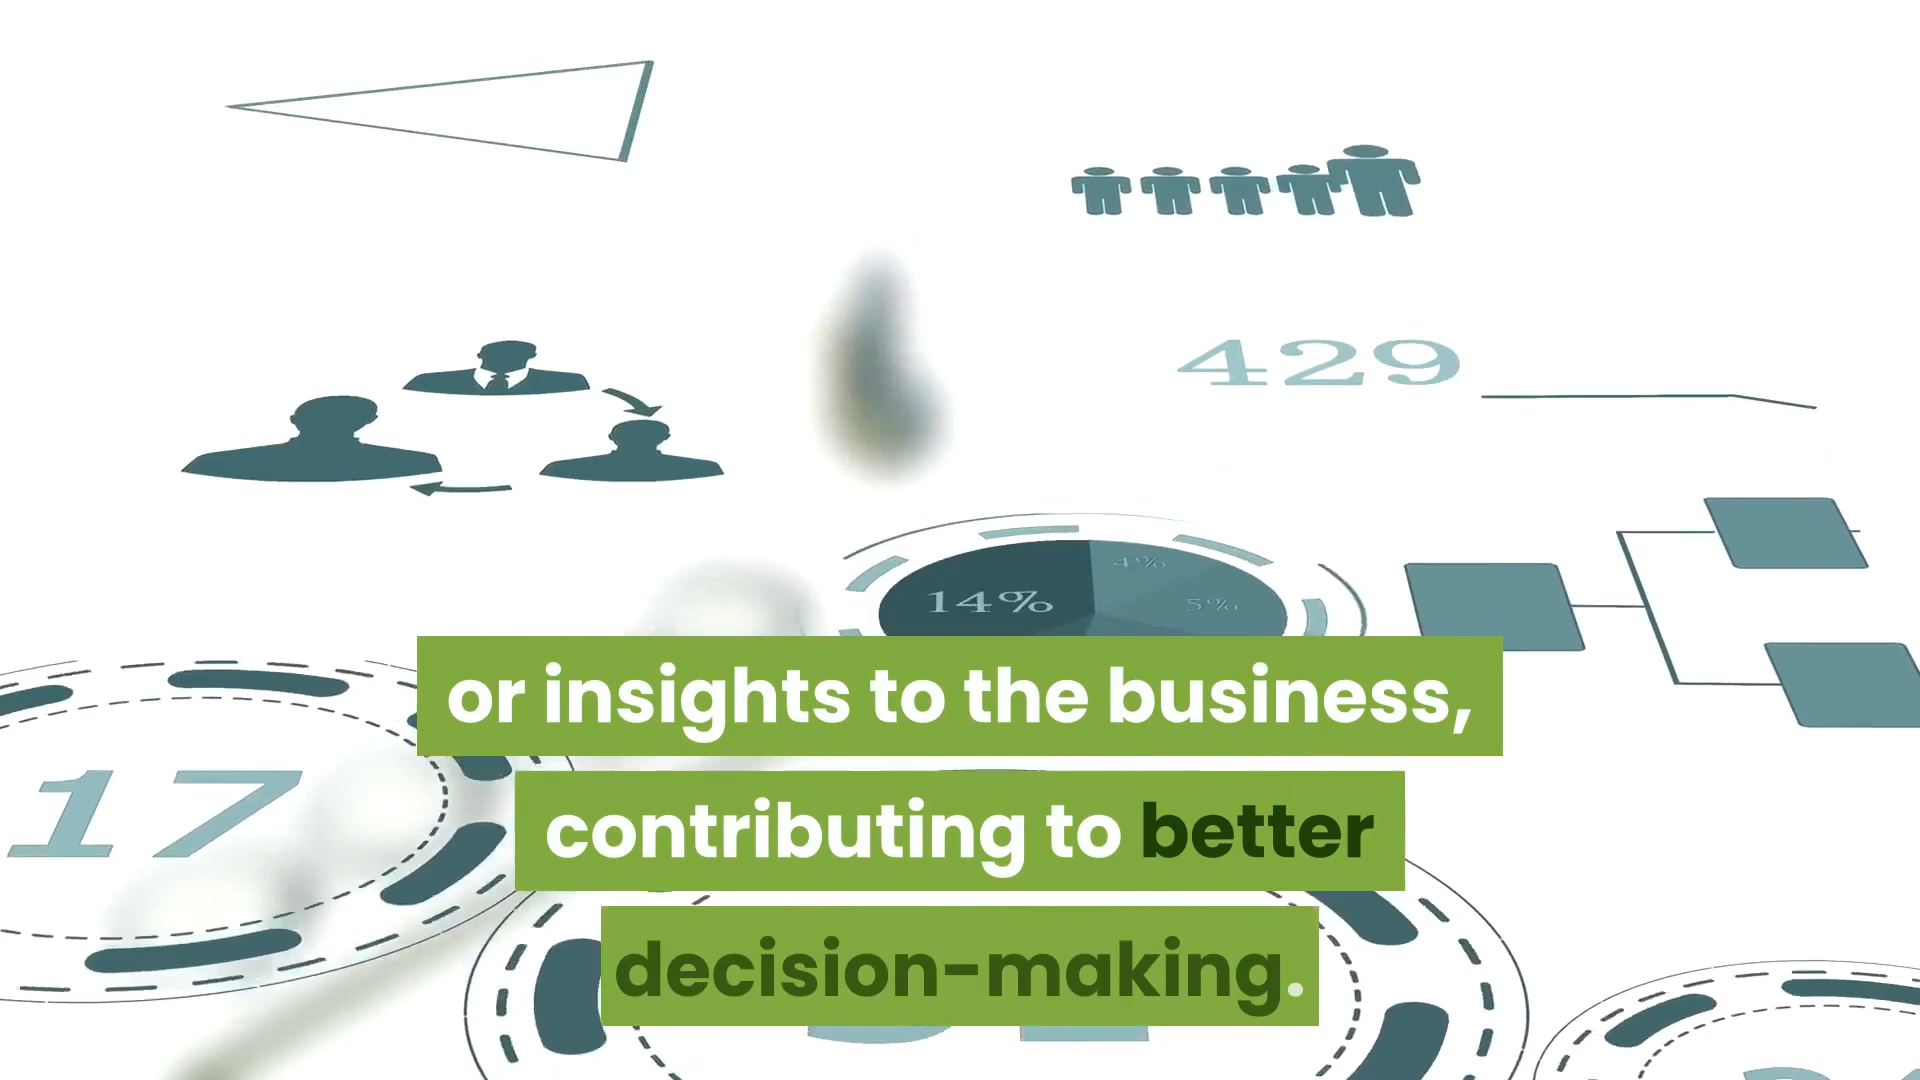 429
4%
14%
5%
or insights to the business,
17
contributing to better
decision-making.